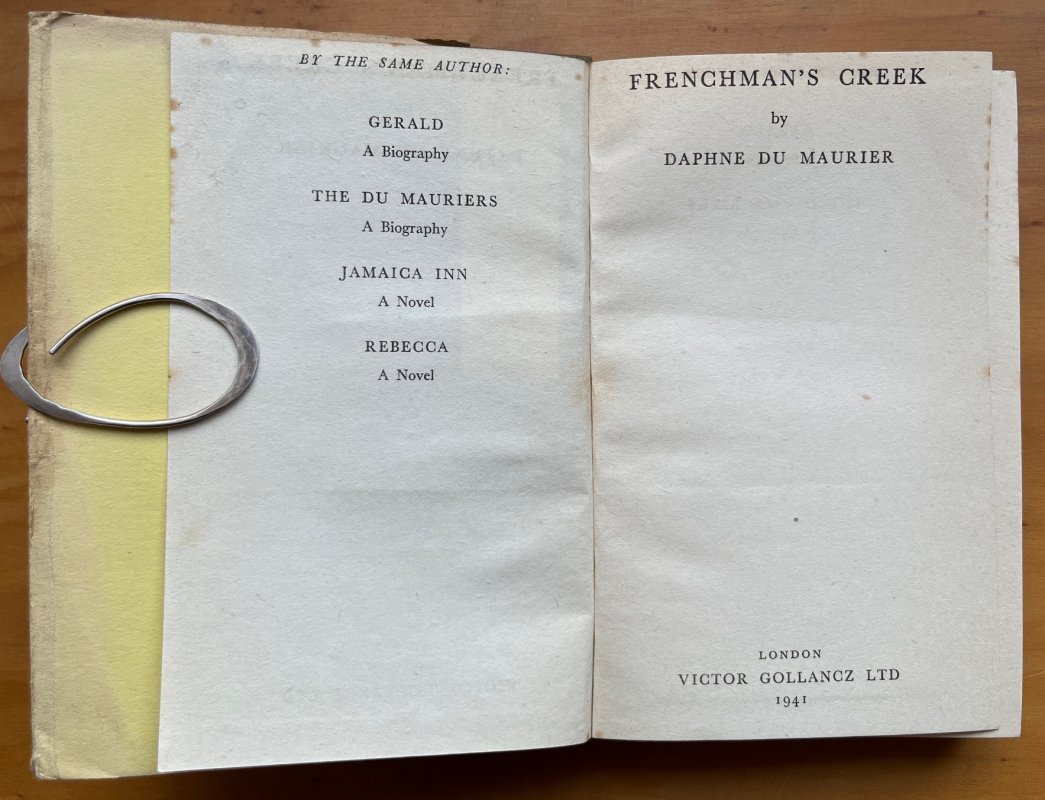 BY THE SAME AUTHOR:
GERALD
A Biography
THE DU MAURIERS
A Biography
JAMAICA INN
A Novel
REBECCA
A Novel
FRENCHMAN'S CREEK
by
DAPHNE DU MAURIER
LONDON
VICTOR GOLLANCZ LTD
1941